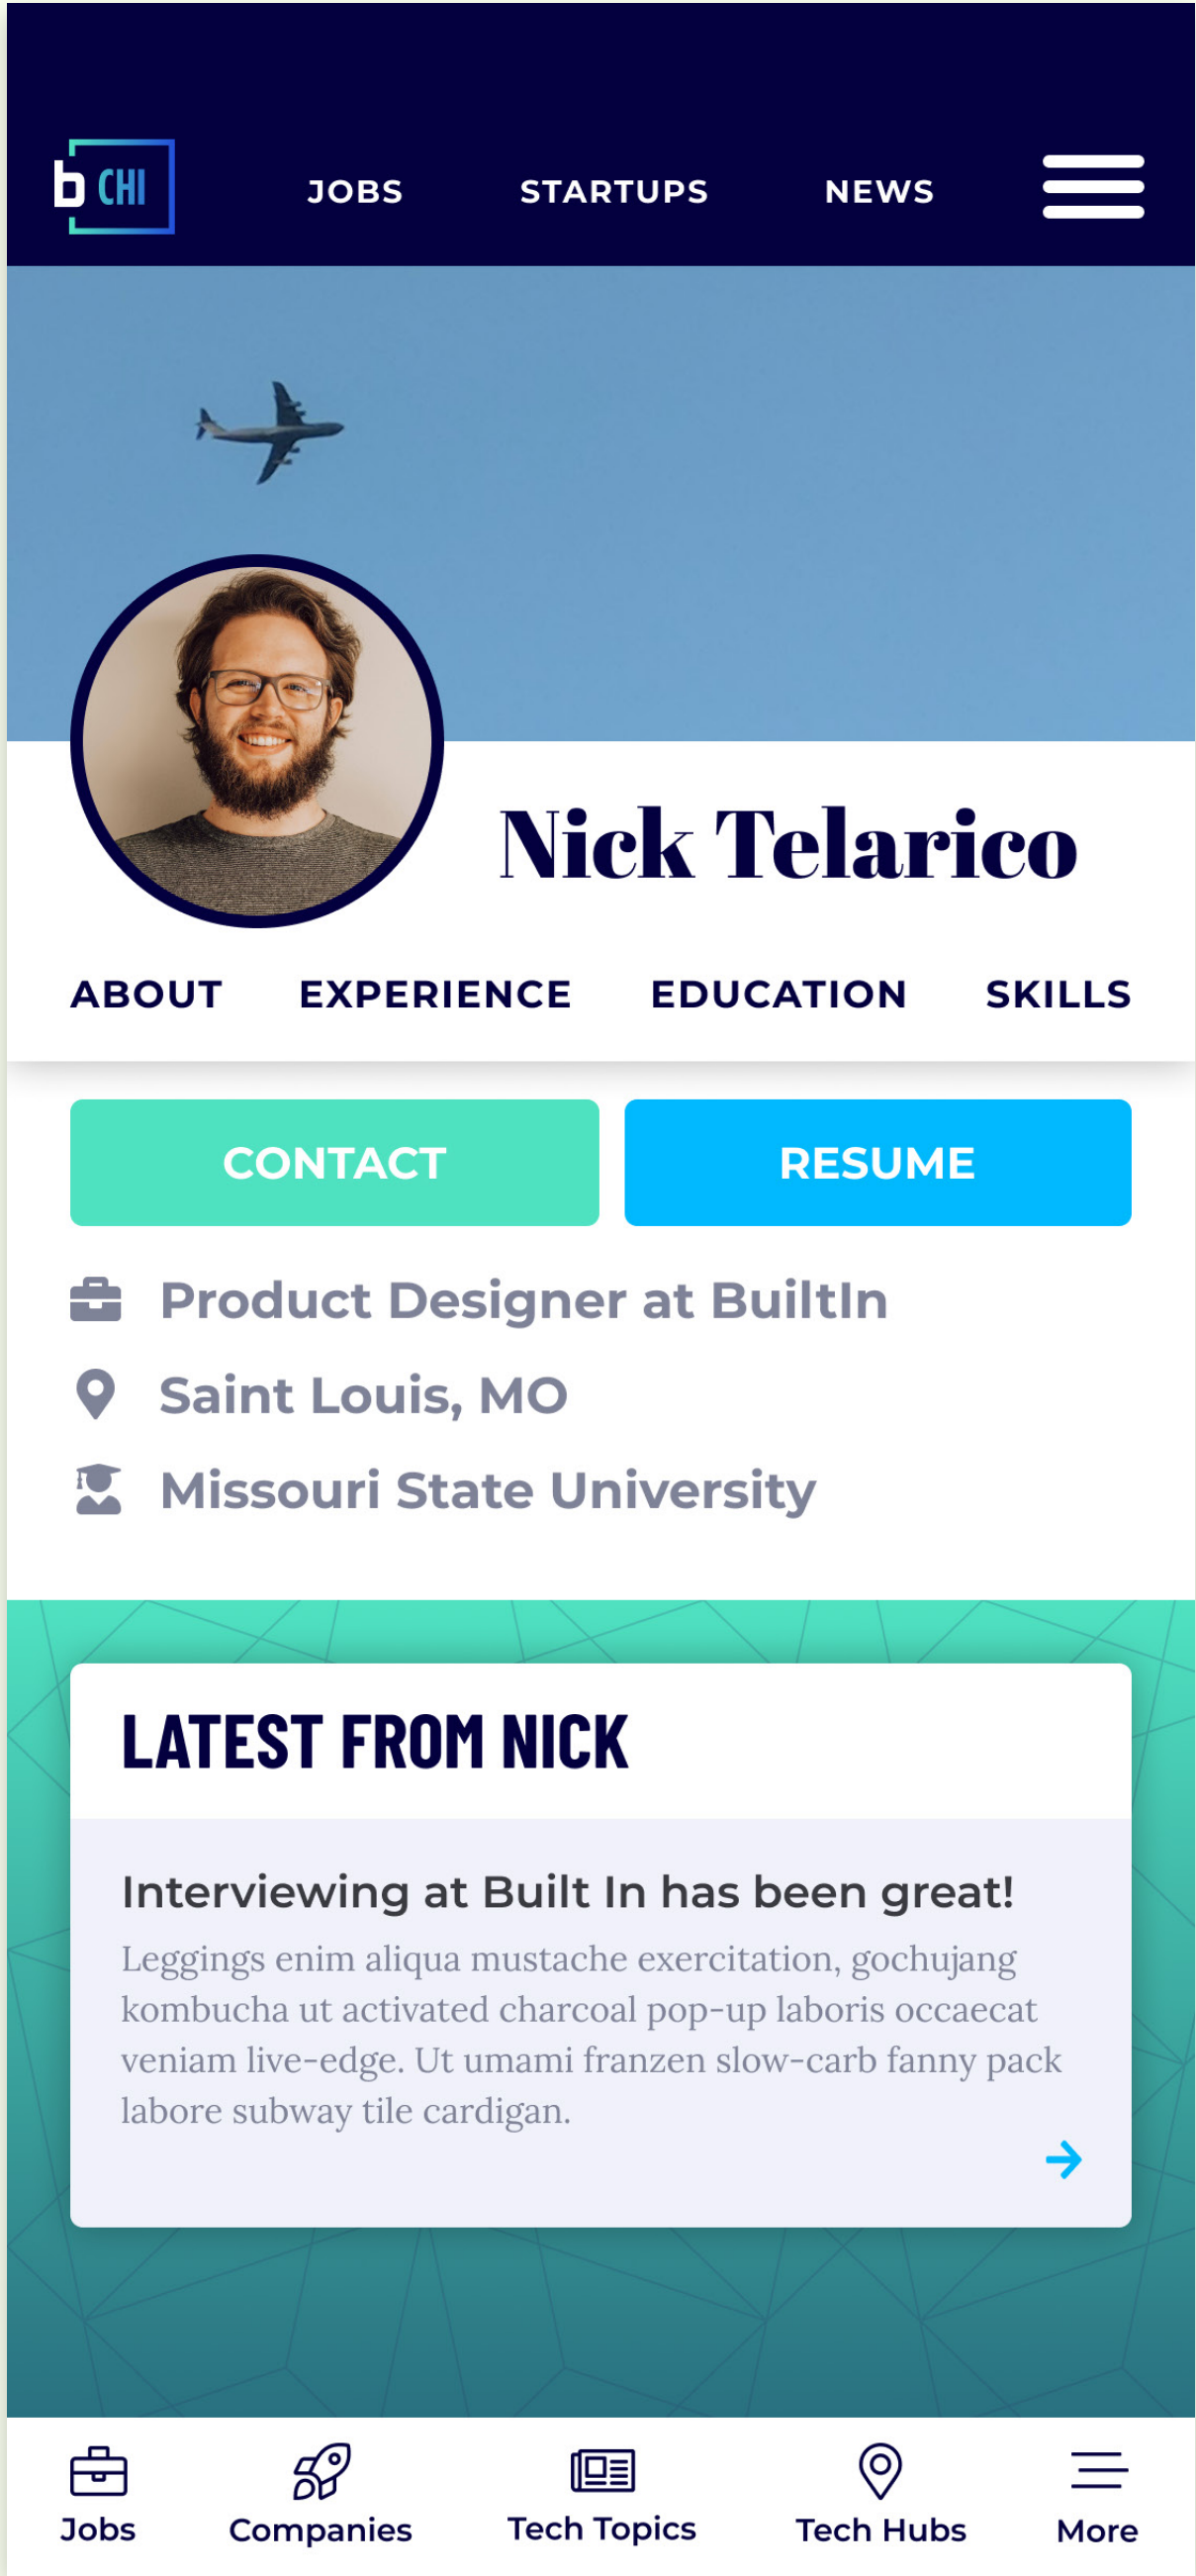 b CHI
JOBS STARTUPS NEWS
Nick Telarico
ABOUT EXPERIENCE EDUCATION SKILLS
CONTACT RESUME
Product Designer at BuiltIn
Saint Louis, MO
Missouri State University
LATEST FROM NICK
Interviewing at Built In has been great!
Leggings enim aliqua mustache exercitation, gochujang
kombucha ut activated charcoal pop-up laboris occaecat
veniam live-edge. Ut umami franzen slow-carb fanny pack
labore subway tile cardigan.
Jobs Companies Tech Topics Tech Hubs More